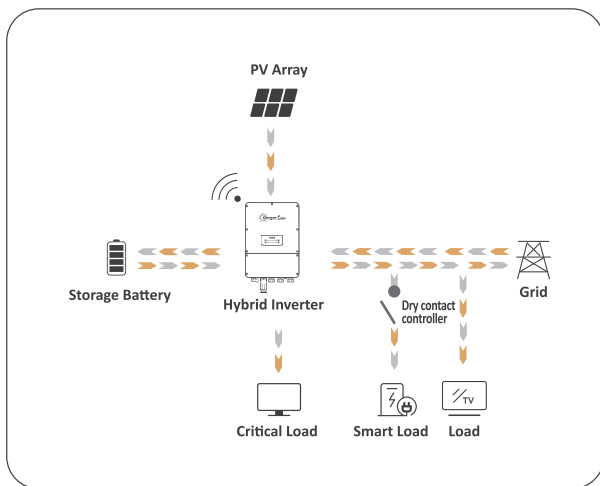 PV Array
Storage Battery
Hybrid Inverter
Grid
Dry contact
controller
TV
Critical Load
Smart Load
Load